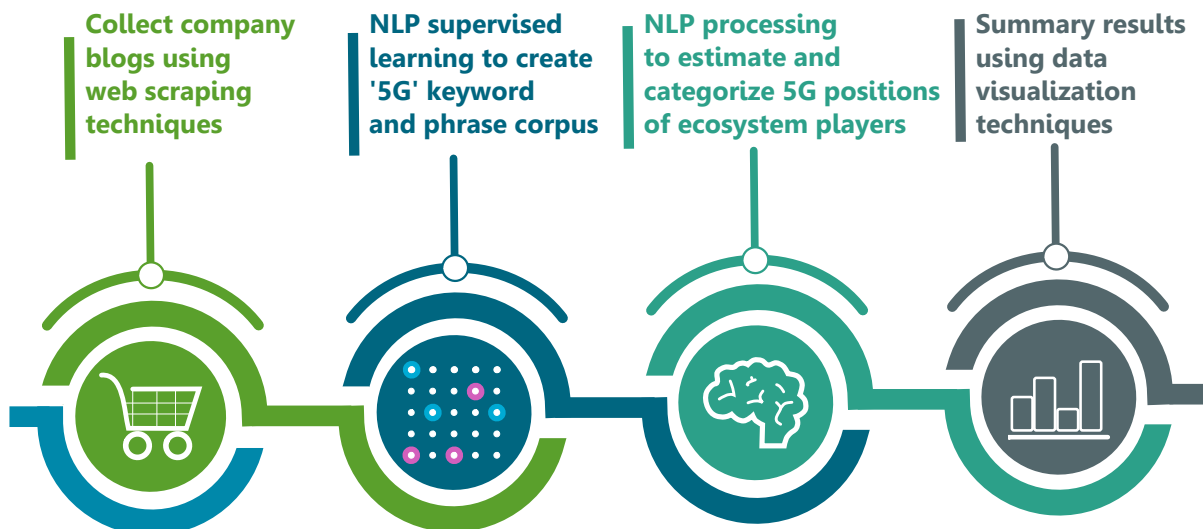 Collect company
blogs using
web scraping
techniques
NLP supervised
learning to create
'5G' keyword
and phrase corpus
NLP processing
to estimate and
categorize 5G positions
of ecosystem players
Summary results
using data
visualization
techniques